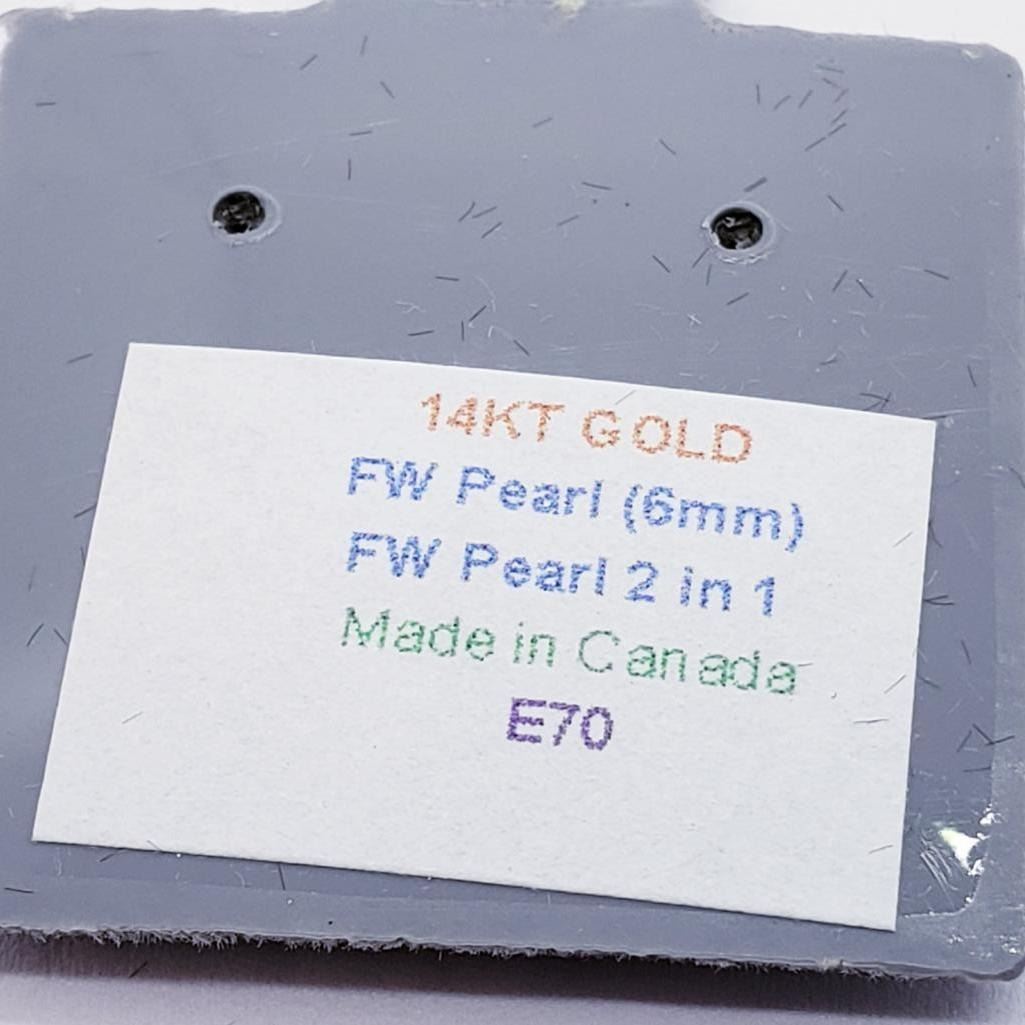 14KT GOLD
FW Pearl (6mm)
FW Pearl 2 in 1
Made in Canada
E70